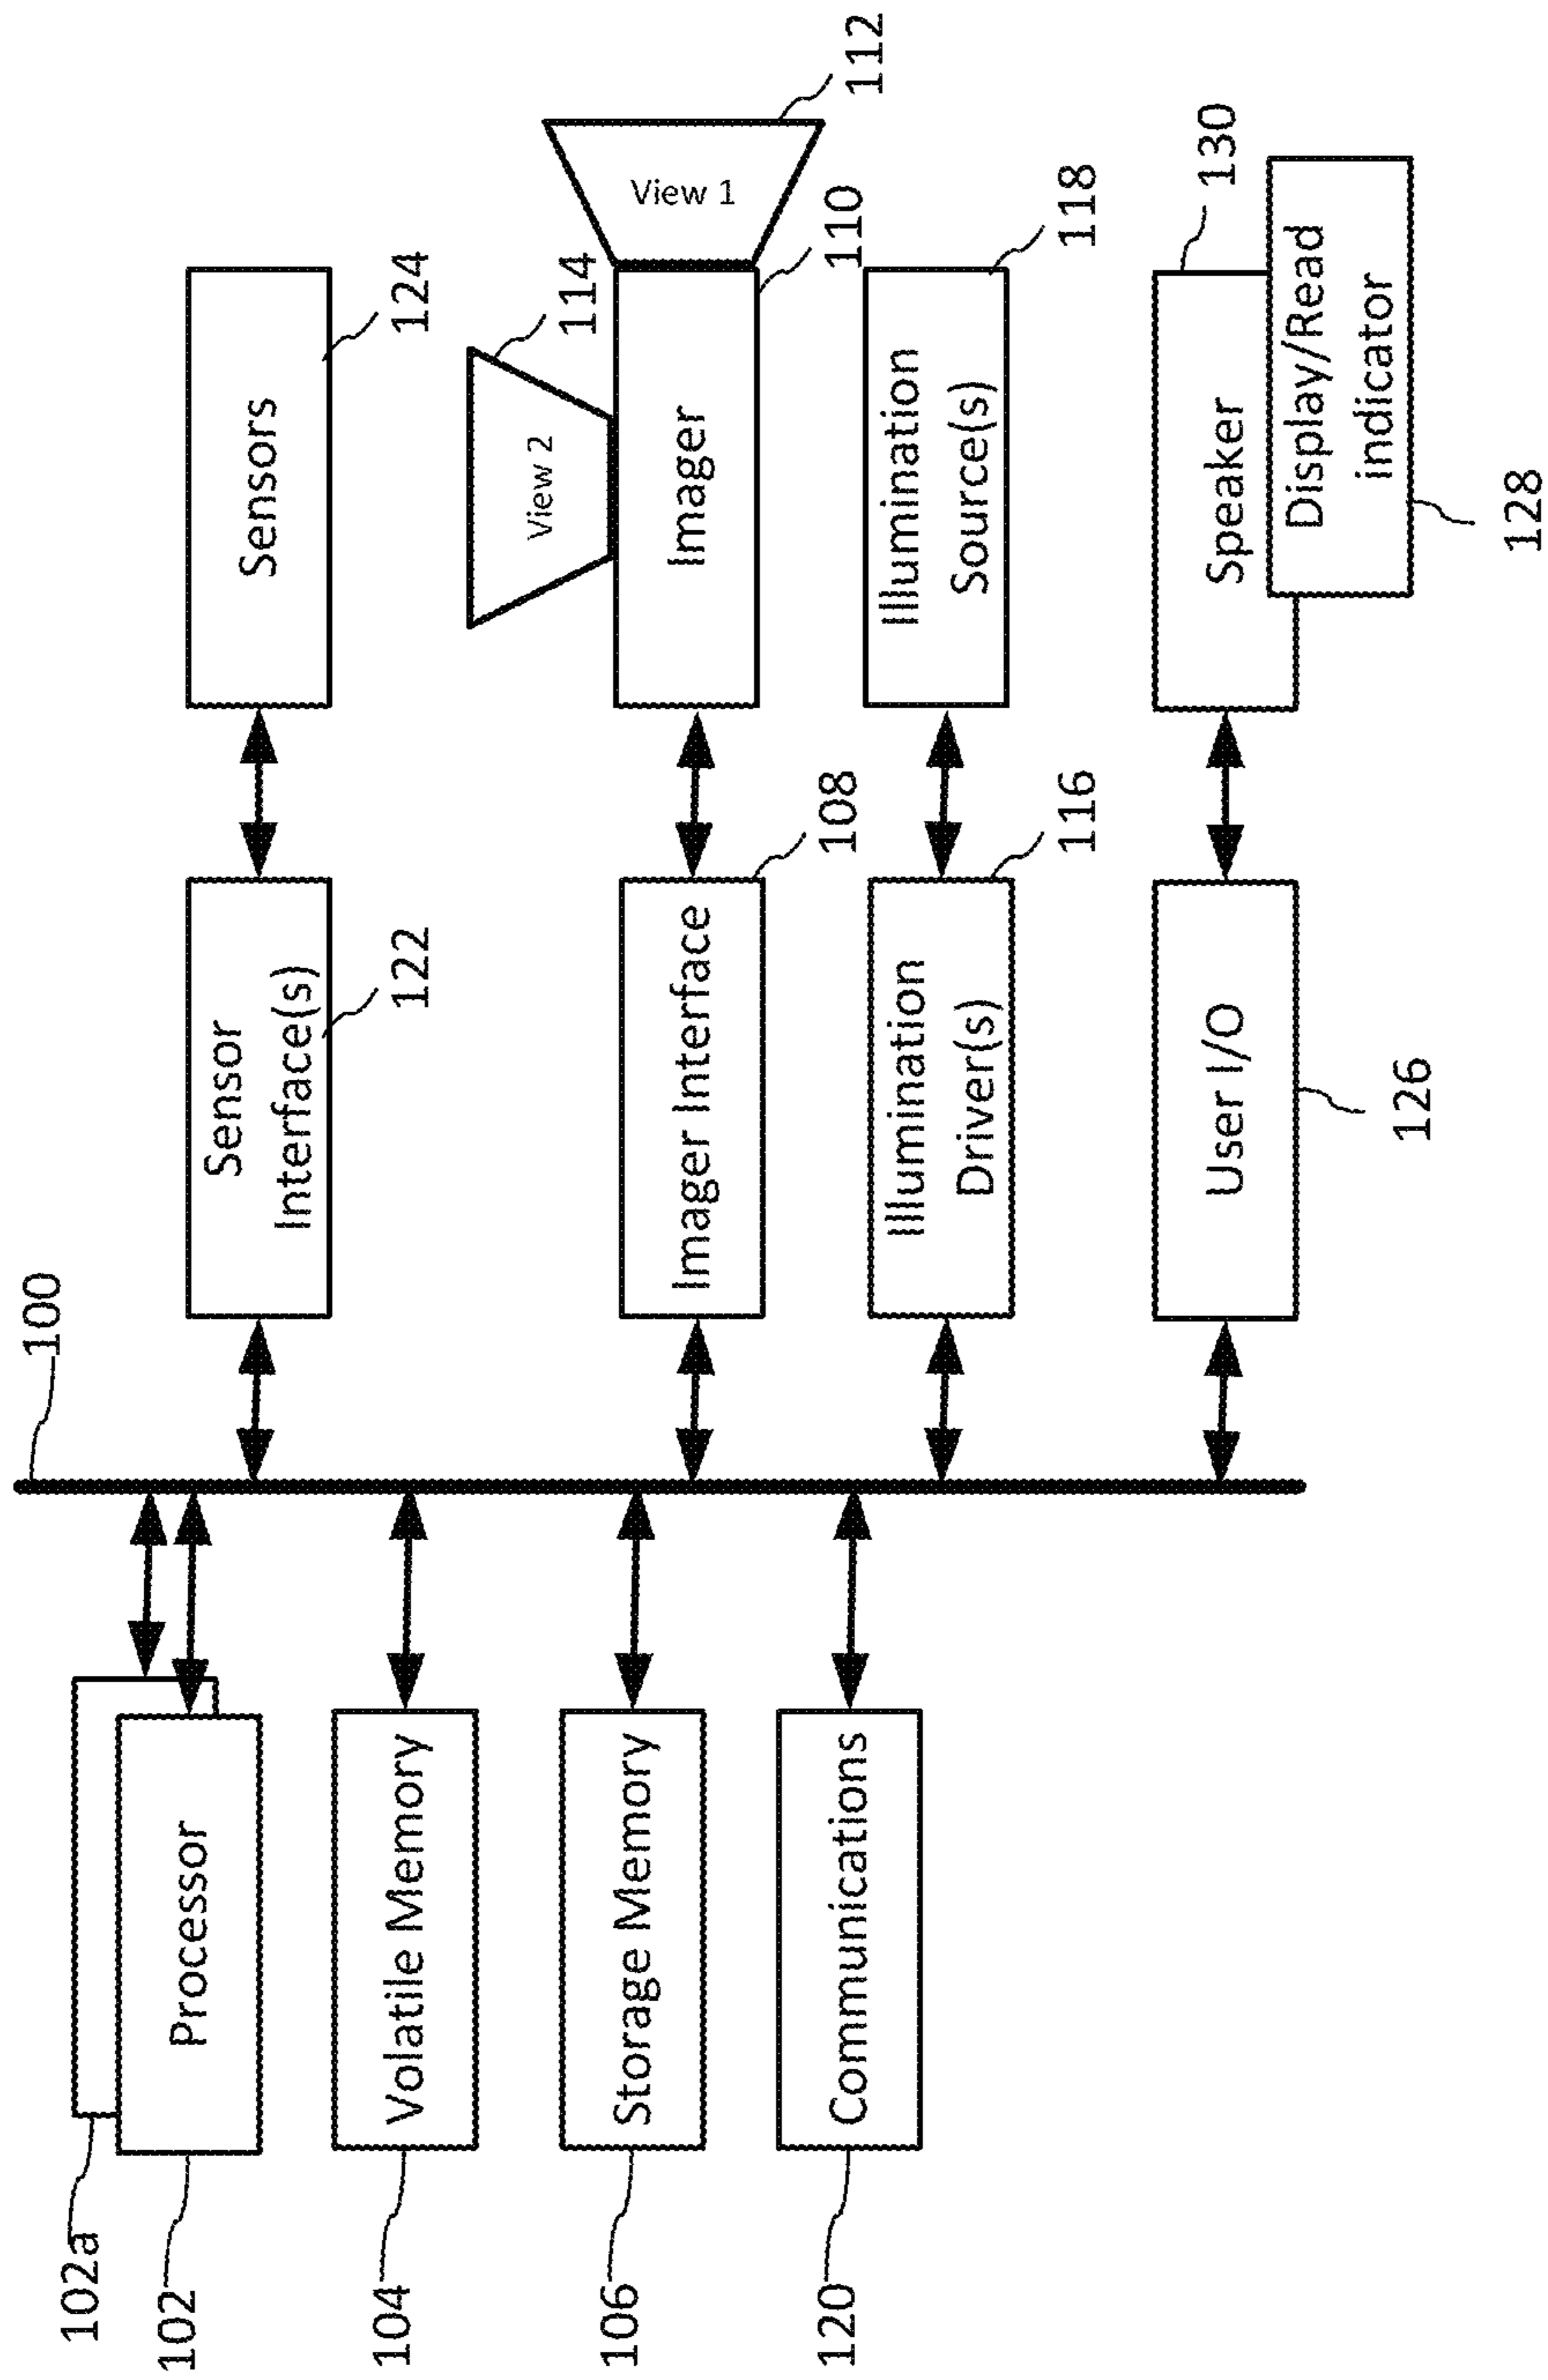 100
102a
102
Processor
104
Volatile Memory
106
Storage Memory
120
Communications
Sensor
Interface(s)
122
Sensors
124
Imager Interface
108
View 2
114
Imager
110
View 1
112
Illumination
Driver(s)
116
Illumination
Source(s)
118
User I/O
126
Speaker
130
Display/Read
indicator
128